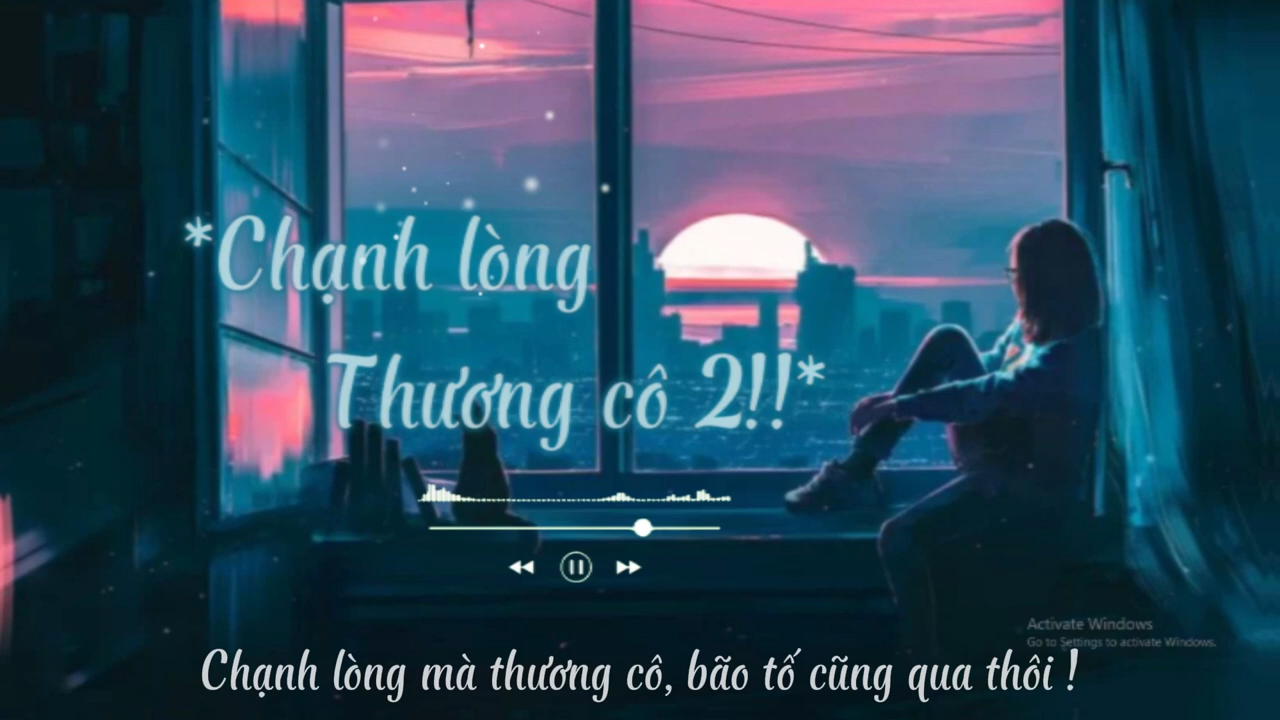 *Chạnh lòng
Thương cô 2!!*
Activate Windows
Go to Settings to activate Windows.
Chạnh lòng mà thương cô, bão tố cũng qua thôi !